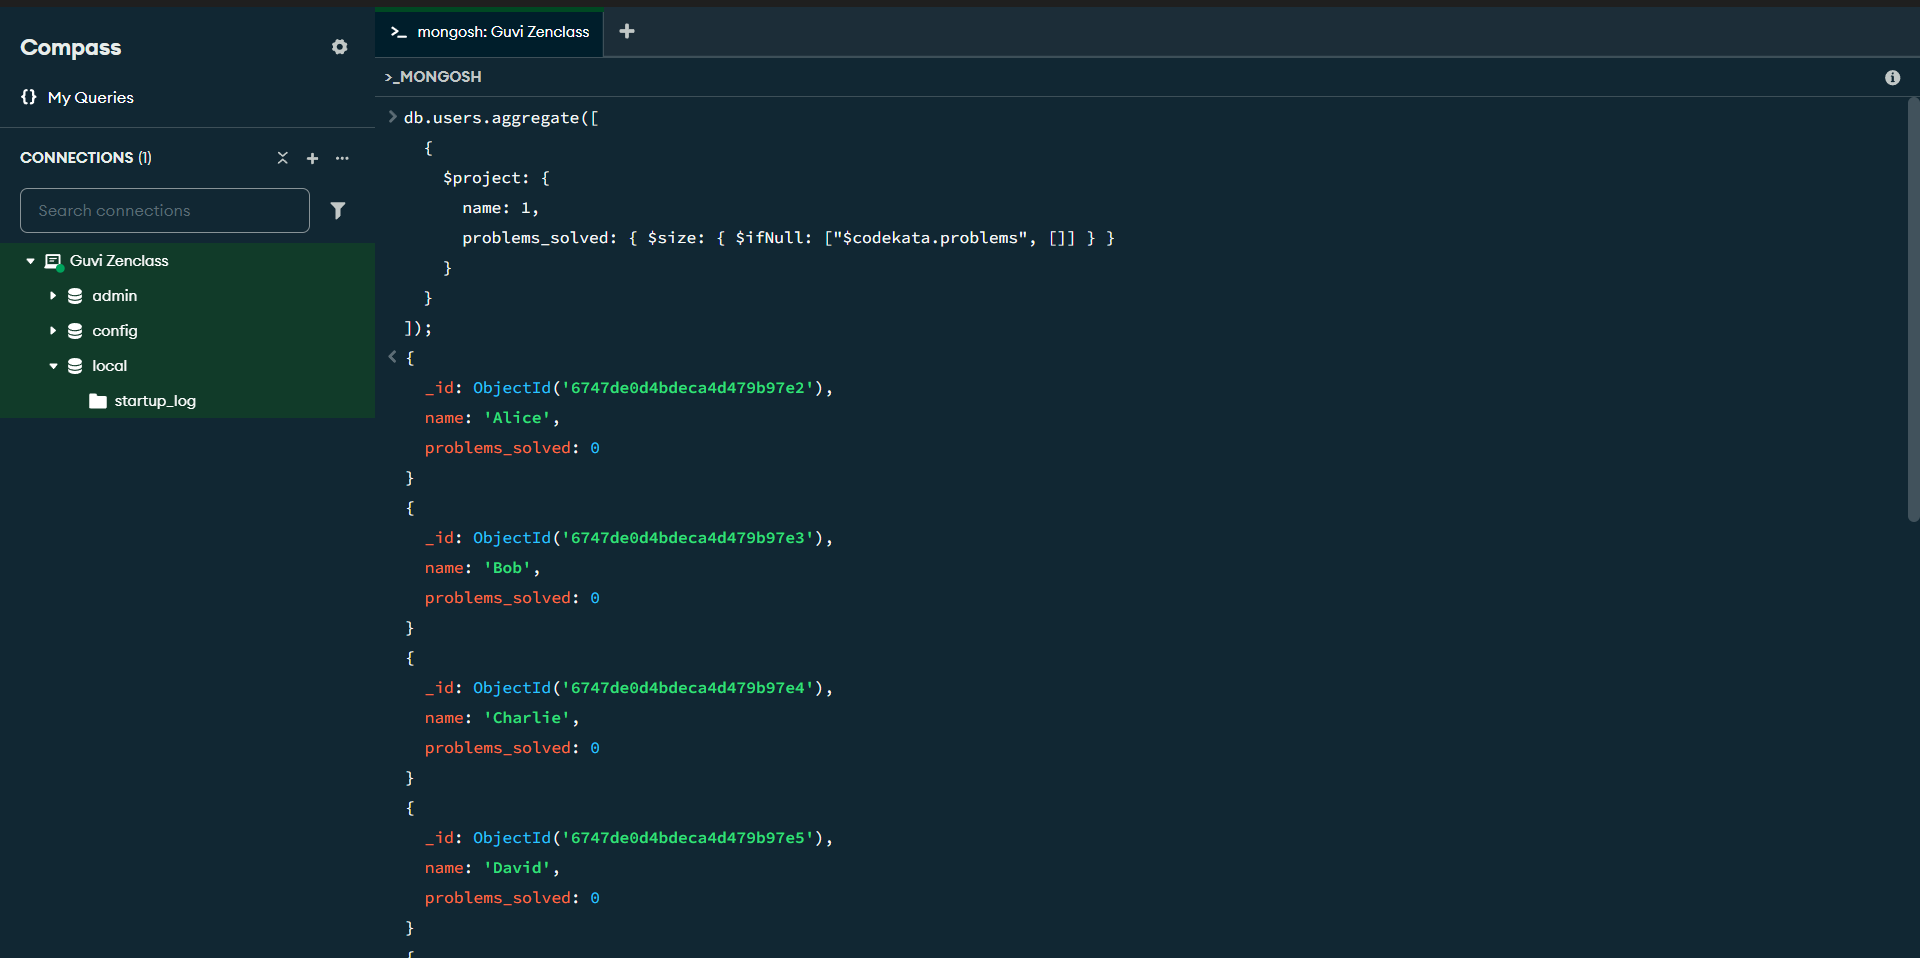 Compass
My Queries
CONNECTIONS (1)
Search connections
Guvi Zenclass
admin
config
local
startup_log
>_ mongosh: Guvi Zenclass +
>_MONGOSH
> db.users.aggregate([
{
$project: {
name: 1,
problems_solved: { $size: { $ifNull: ["$codekata.problems", []] } }
}
}
]);
< {
_id: ObjectId('6747de0d4bdeca4d479b97e2'),
name: 'Alice',
problems_solved: 0
}
{
_id: ObjectId('6747de0d4bdeca4d479b97e3'),
name: 'Bob',
problems_solved: 0
}
{
_id: ObjectId('6747de0d4bdeca4d479b97e4'),
name: 'Charlie',
problems_solved: 0
}
{
_id: ObjectId('6747de0d4bdeca4d479b97e5'),
name: 'David',
problems_solved: 0
}
{